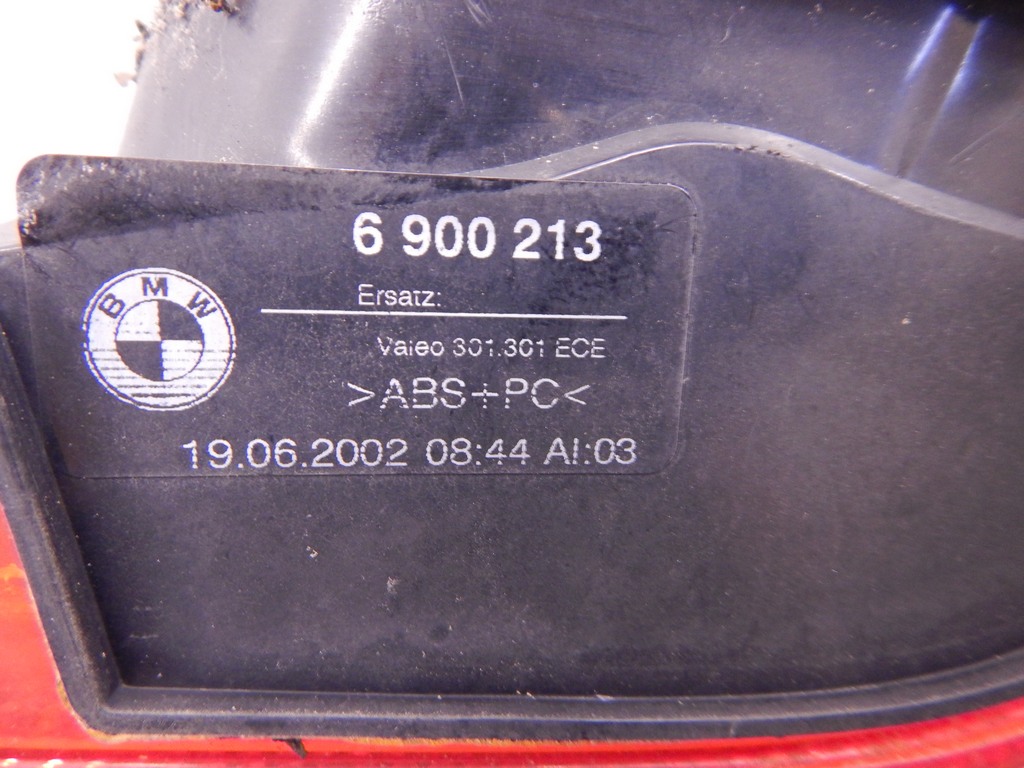 6 900 213
BMW
Ersatz:
Valeo 301.301 ECE
>ABS+PC<
19.06.2002 08:44 AI:03